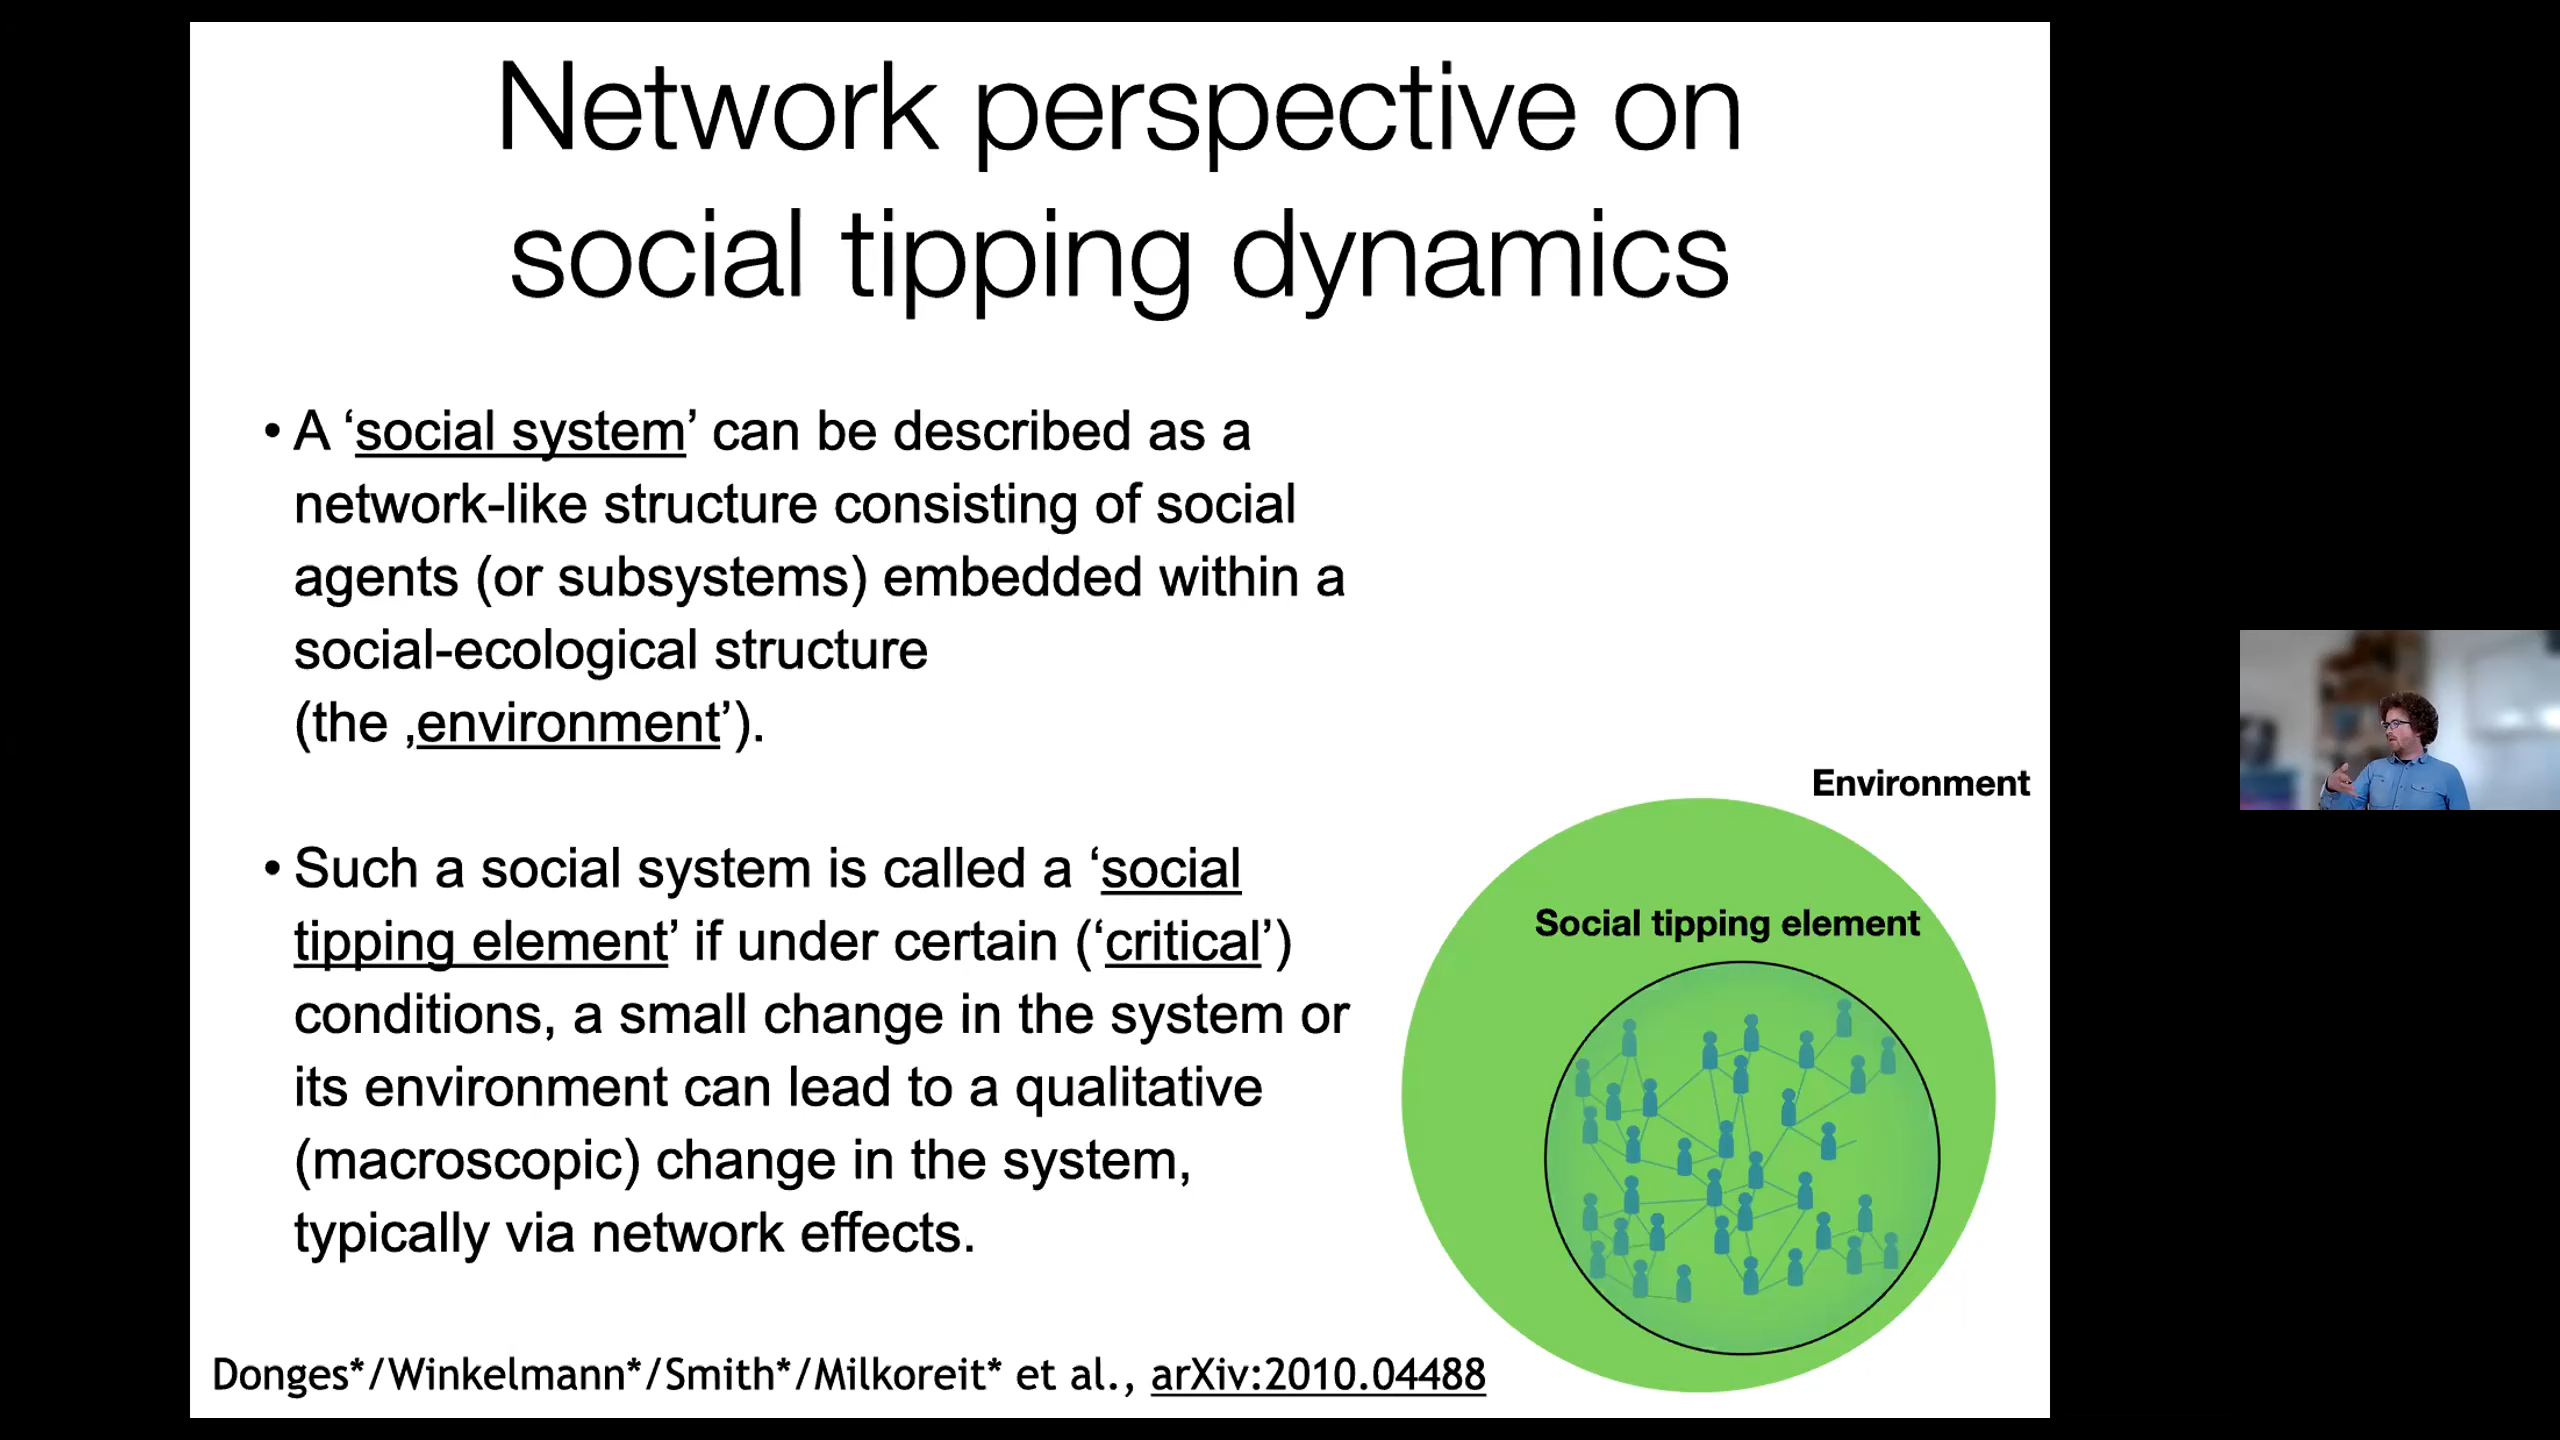 Network perspective on
social tipping dynamics
• A ‘social system’ can be described as a
network-like structure consisting of social
agents (or subsystems) embedded within a
social-ecological structure
(the ‚environment’).
• Such a social system is called a ‘social
tipping element’ if under certain (‘critical’)
conditions, a small change in the system or
its environment can lead to a qualitative
(macroscopic) change in the system,
typically via network effects.
Environment
Social tipping element
Donges*/Winkelmann*/Smith*/Milkoreit* et al., arXiv:2010.04488